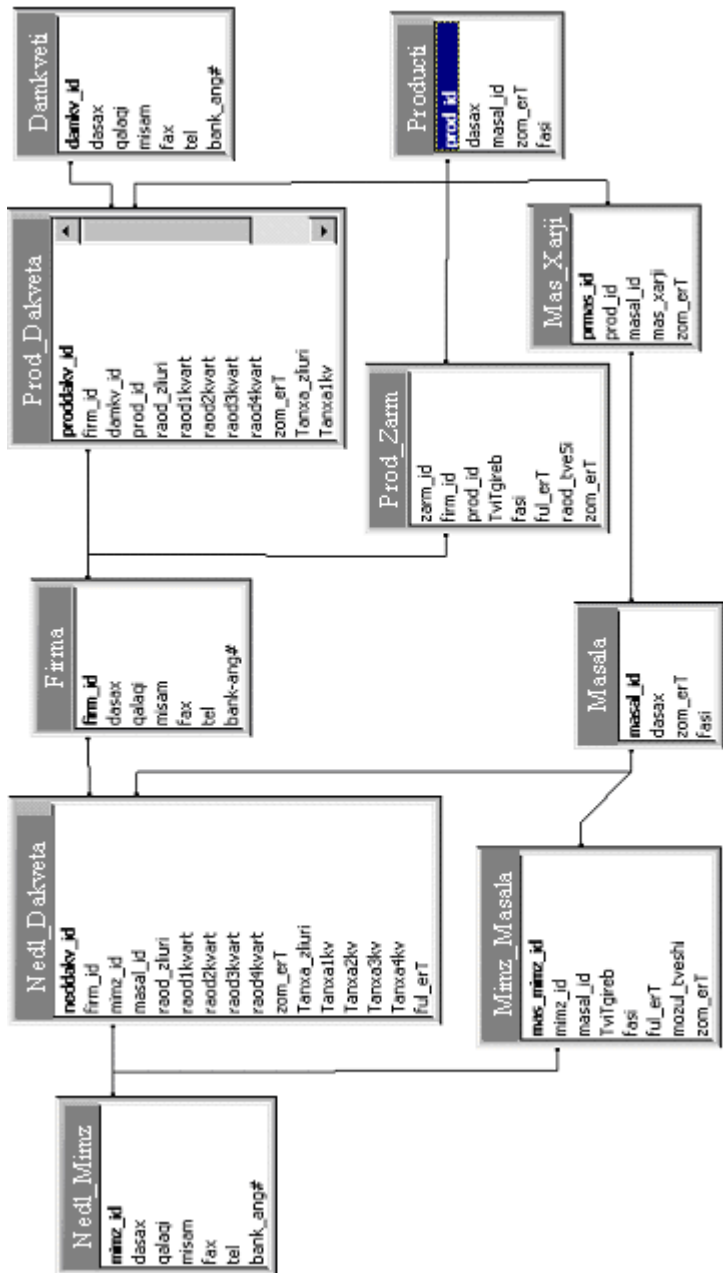 Nedl_Mimz
mimz_id
dasax
qalaqi
misam
fax
tel
bank_ang#
Nedl_Dakveta
neddakv_id
firm_id
mimz_id
masal_id
raod_zliuri
raod1kvart
raod2kvart
raod3kvart
raod4kvart
zom_erT
Tanxa_zliuri
Tanxa1kv
Tanxa2kv
Tanxa3kv
Tanxa4kv
ful_erT
Firma
firm_id
dasax
qalaqi
misam
fax
tel
bank-ang#
Prod_Dakveta
proddakv_id
firm_id
damkv_id
prod_id
raod_zliuri
raod1kvart
raod2kvart
raod3kvart
raod4kvart
zom_erT
Tanxa_zliuri
Tanxa1kv
Damkveti
damkv_id
dasax
qalaqi
misam
fax
tel
bank_ang#
Mimz_Masala
mas_mimz_id
mimz_id
masal_id
TviTgireb
fasi
ful_erT
mozul_tveshi
zom_erT
Masala
masal_id
dasax
zom_erT
fasi
Prod_Zarm
zarm_id
firm_id
prod_id
TviTgireb
fasi
ful_erT
raod_tveSi
zom_erT
Mas_Xarji
prmas_id
prod_id
masal_id
mas_xarji
zom_erT
Producti
prod_id
dasax
masal_id
zom_erT
fasi